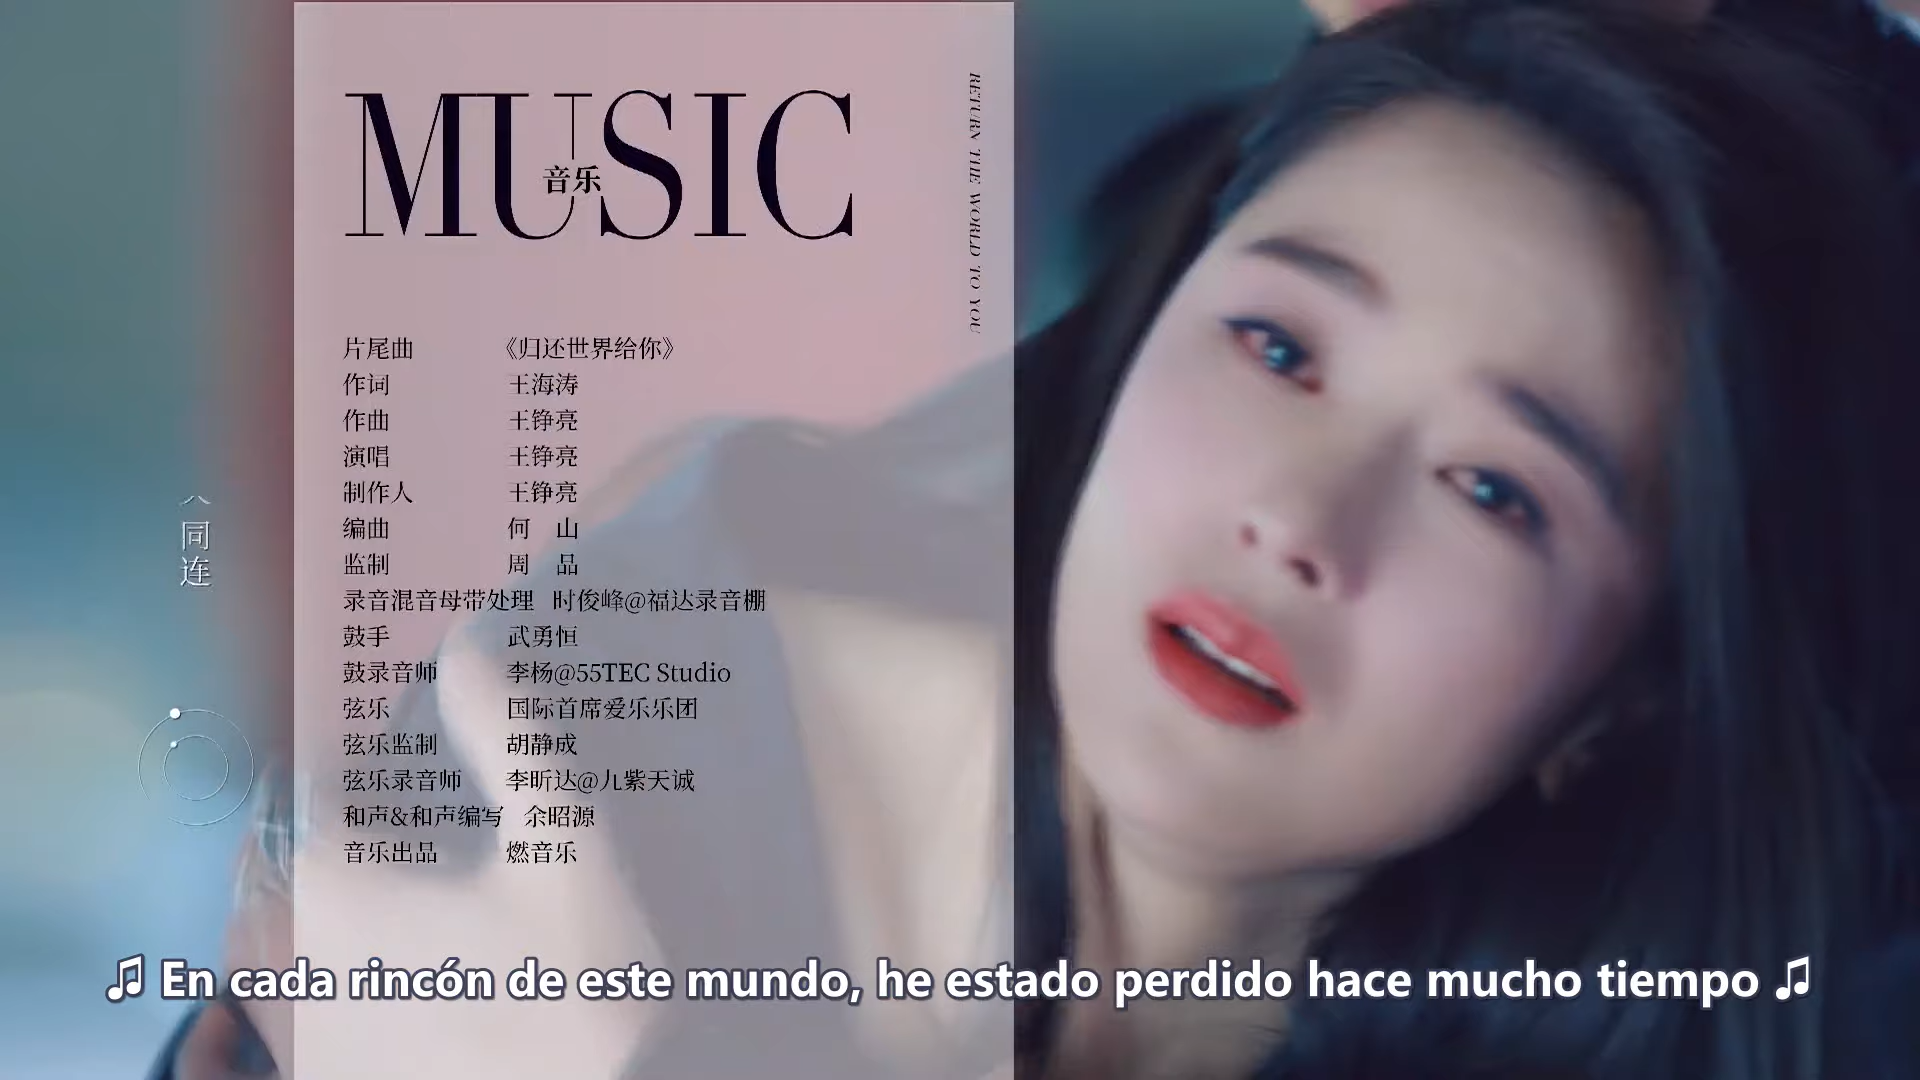 MUSIC
音乐
RETURN THE WORLD TO YOU
片尾曲 《归还世界给你》
作词 王海涛
作曲 王铮亮
演唱 王铮亮
制作人 王铮亮
编曲 何 山
监制 周 品
录音混音母带处理 时俊峰@福达录音棚
鼓手 武勇恒
鼓录音师 李杨@55TEC Studio
弦乐 国际首席爱乐乐团
弦乐监制 胡静成
弦乐录音师 李昕达@九紫天诚
和声&和声编写 余昭源
音乐出品 燃音乐
同连
♫ En cada rincón de este mundo, he estado perdido hace mucho tiempo ♫